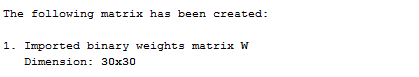 The following matrix has been created:
1. Imported binary weights matrix W
Dimension: 30x30